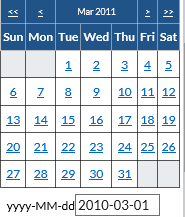 << < Mar 2011 > >>
Sun Mon Tue Wed Thu Fri Sat
1 2 3 4 5
6 7 8 9 10 11 12
13 14 15 16 17 18 19
20 21 22 23 24 25 26
27 28 29 30 31
yyyy-MM-dd 2010-03-01